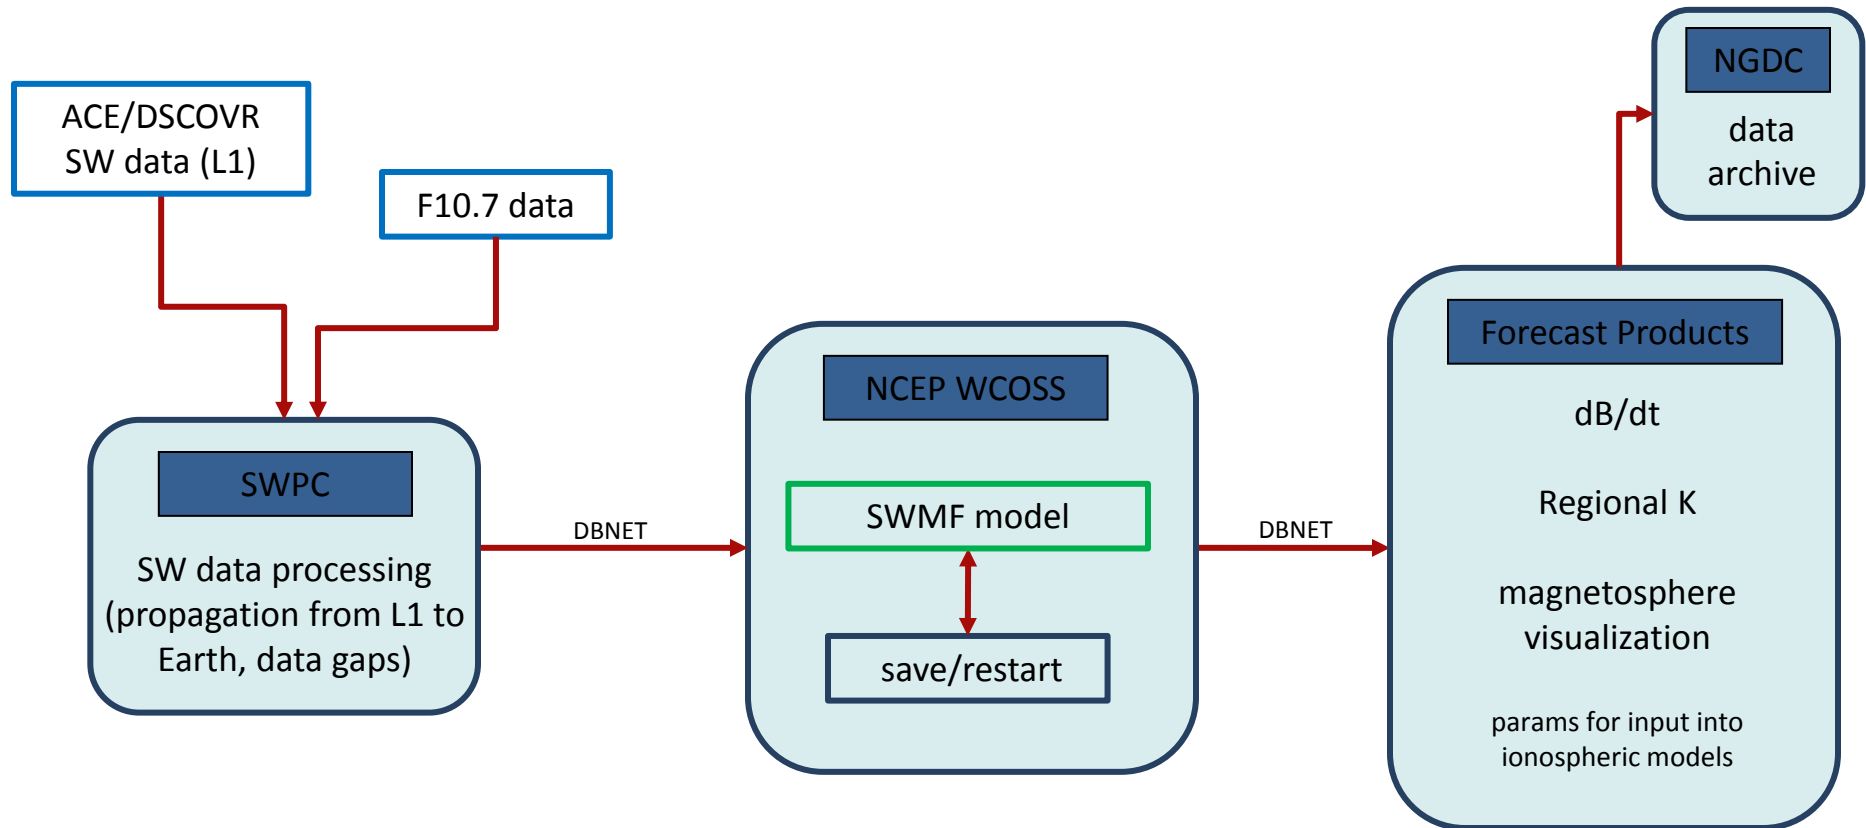 ACE/DSCOVR
SW data (L1)
F10.7 data
SWPC
SW data processing
(propagation from L1 to
Earth, data gaps)
DBNET
NCEP WCOSS
SWMF model
save/restart
DBNET
Forecast Products
dB/dt
Regional K
magnetosphere
visualization
params for input into
ionospheric models
NGDC
data
archive